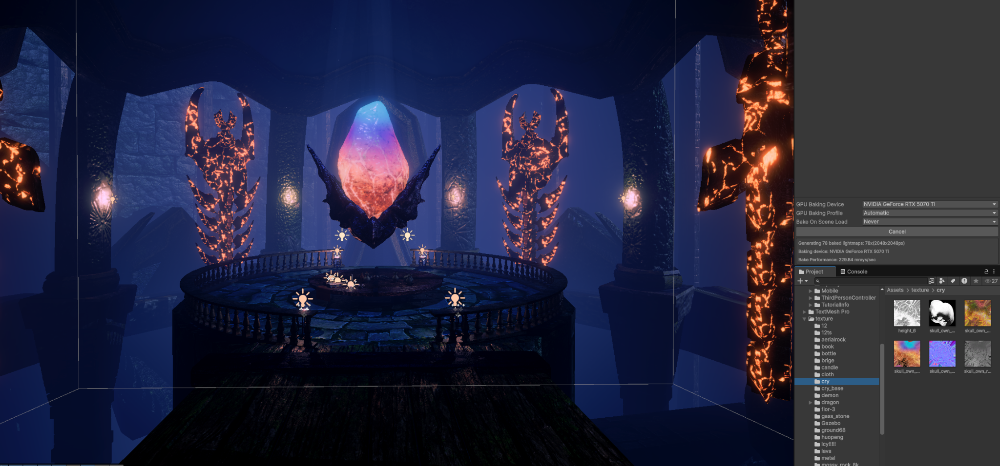 GPU Baking Device NVIDIA GeForce RTX 5070 Ti
GPU Baking Profile Automatic
Bake On Scene Load Never
Cancel
Generating 78 baked lightmaps: 78x(2048x2048px)
Baking device: NVIDIA GeForce RTX 5070 Ti
Bake Performance: 229.84 mrays/sec
Project Console
27
Assets > texture > cry
Mobile
ThirdPersonController
TutorialInfo
TextMesh Pro
texture
12
12ts
aerialrock
book
bottle
brige
candle
cloth
cry
cry_base
demon
dragon
flor-3
gass_stone
Gazebo
ground68
huopeng
icy!!!!!
lava
metal
mossy_rock_8k
height_6 skull_own_... skull_own_...
skull_own_... skull_own_... skull_own_r...